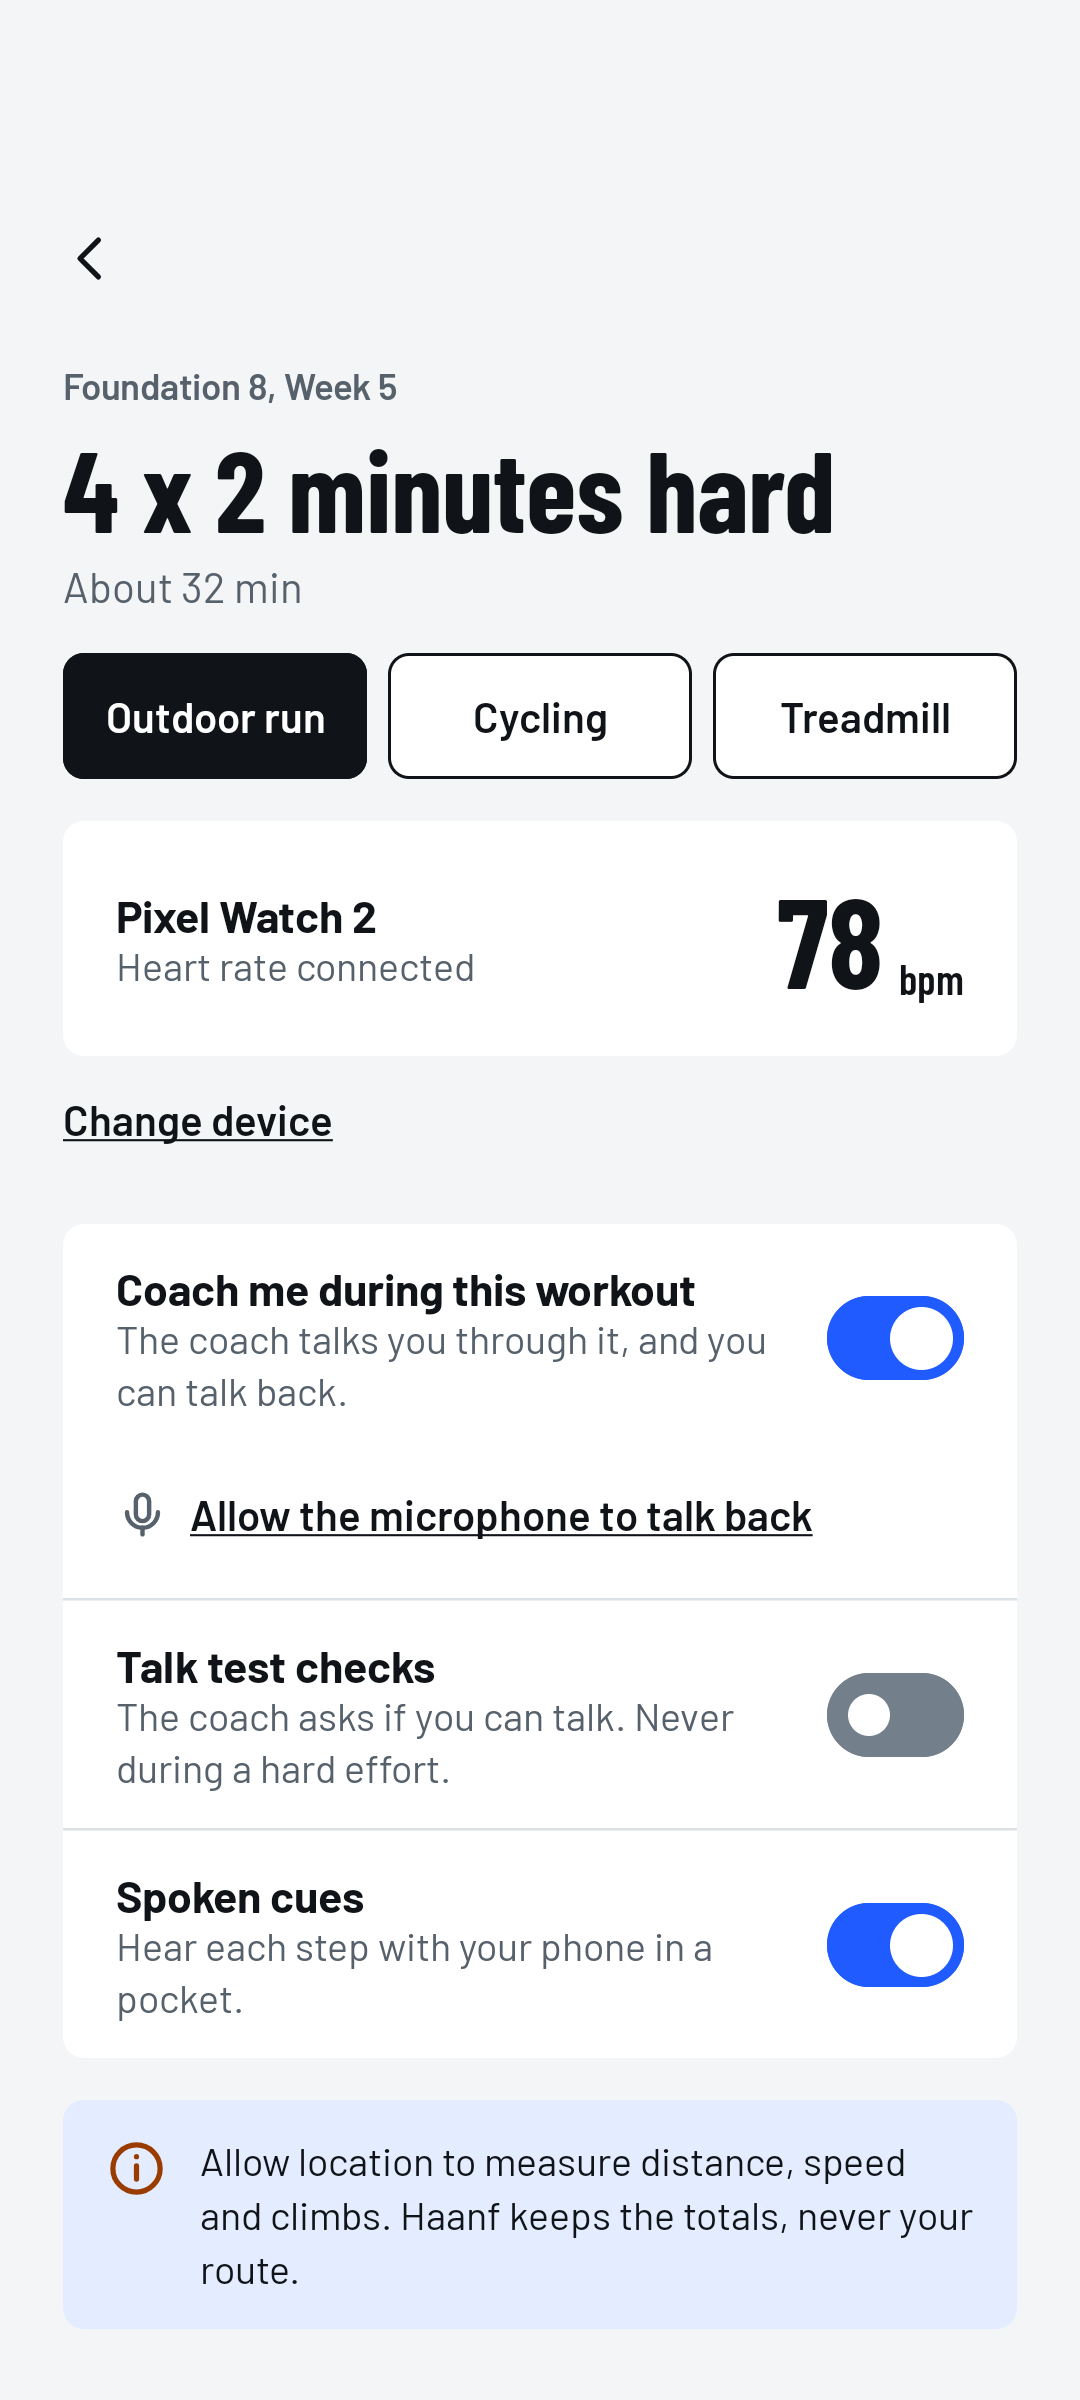 Foundation 8, Week 5
4 x 2 minutes hard
About 32 min
Outdoor run
Cycling
Treadmill
Pixel Watch 2
Heart rate connected
78 bpm
Change device
Coach me during this workout
The coach talks you through it, and you
can talk back.
Allow the microphone to talk back
Talk test checks
The coach asks if you can talk. Never
during a hard effort.
Spoken cues
Hear each step with your phone in a
pocket.
Allow location to measure distance, speed
and climbs. Haanf keeps the totals, never your
route.